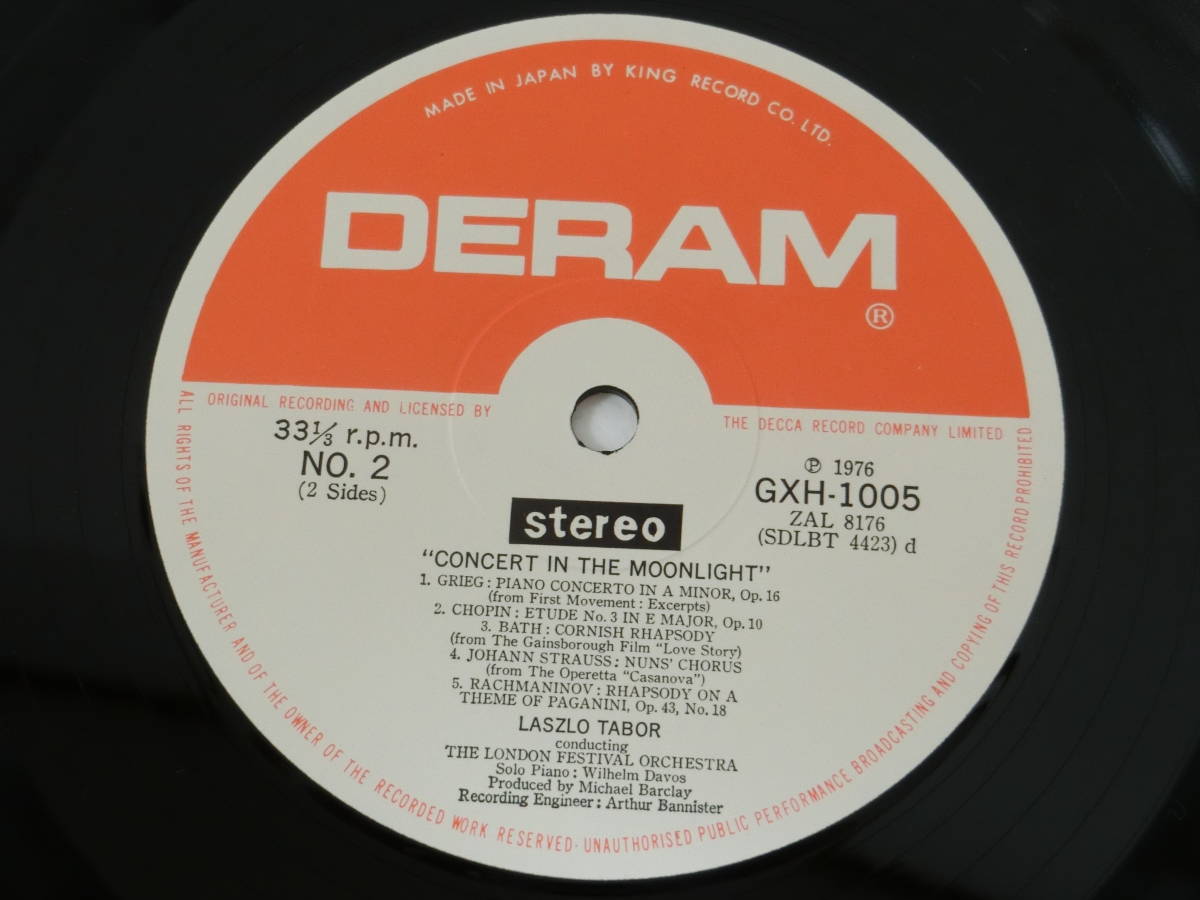 MADE IN JAPAN BY KING RECORD CO. LTD.
DERAM
®
ORIGINAL RECORDING AND LICENSED BY
THE DECCA RECORD COMPANY LIMITED
33⅓ r.p.m.
NO. 2
(2 Sides)
℗ 1976
GXH-1005
ZAL 8176
(SDLBT 4423) d
stereo
"CONCERT IN THE MOONLIGHT"
1. GRIEG: PIANO CONCERTO IN A MINOR, Op. 16
(from First Movement: Excerpts)
2. CHOPIN: ETUDE No. 3 IN E MAJOR, Op. 10
3. BATH: CORNISH RHAPSODY
(from The Gainsborough Film "Love Story)
4. JOHANN STRAUSS: NUNS' CHORUS
(from The Operetta "Casanova")
5. RACHMANINOV: RHAPSODY ON A
THEME OF PAGANINI, Op. 43, No. 18
LASZLO TABOR
conducting
THE LONDON FESTIVAL ORCHESTRA
Solo Piano: Wilhelm Davos
Produced by Michael Barclay
Recording Engineer: Arthur Bannister
ALL RIGHTS OF THE MANUFACTURER AND OF THE OWNER OF THE RECORDED WORK RESERVED· UNAUTHORISED PUBLIC PERFORMANCE BROADCASTING AND COPYING OF THIS RECORD PROHIBITED